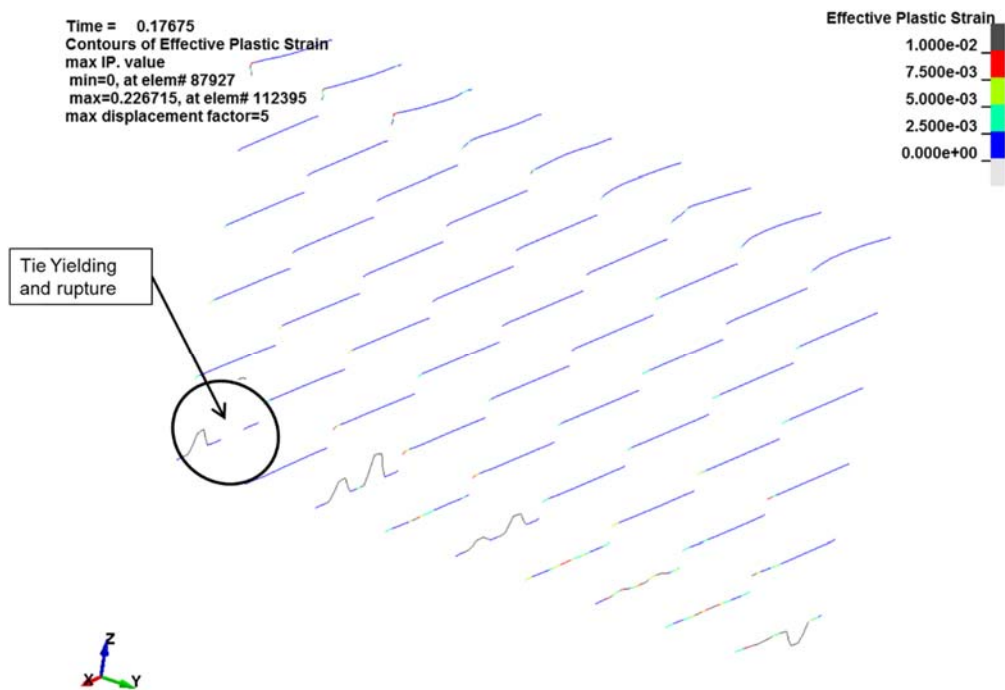 Time =    0.17675
Contours of Effective Plastic Strain
max IP. value
min=0, at elem# 87927
max=0.226715, at elem# 112395
max displacement factor=5
Effective Plastic Strain
1.000e-02
7.500e-03
5.000e-03
2.500e-03
0.000e+00
Tie Yielding
and rupture
Z
X
Y